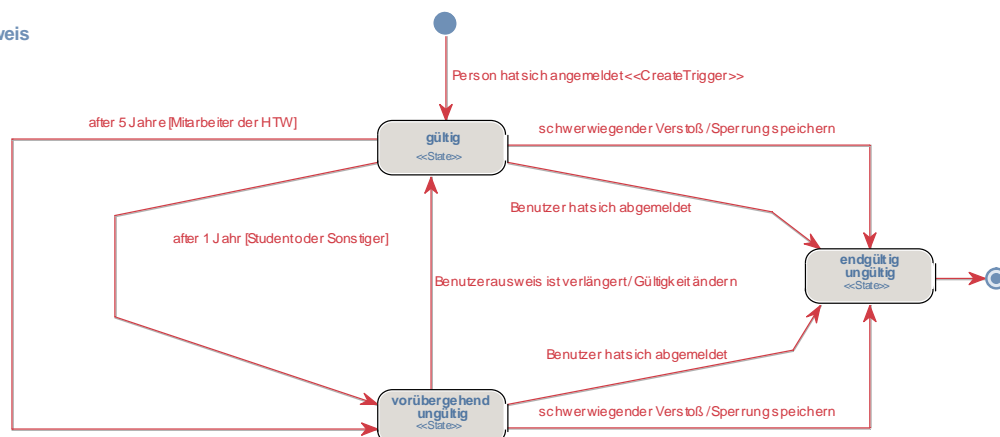 weis
Person hat sich angemeldet <<CreateTrigger>>
after 5 Jahre [Mitarbeiter der HTW]
schwerwiegender Verstoß / Sperrung speichern
gültig
<<State>>
Benutzer hat sich abgemeldet
after 1 Jahr [Student oder Sonstiger]
endgültig
ungültig
<<State>>
Benutzerausweis ist verlängert / Gültigkeit ändern
Benutzer hat sich abgemeldet
vorübergehend
ungültig
<<State>>
schwerwiegender Verstoß / Sperrung speichern